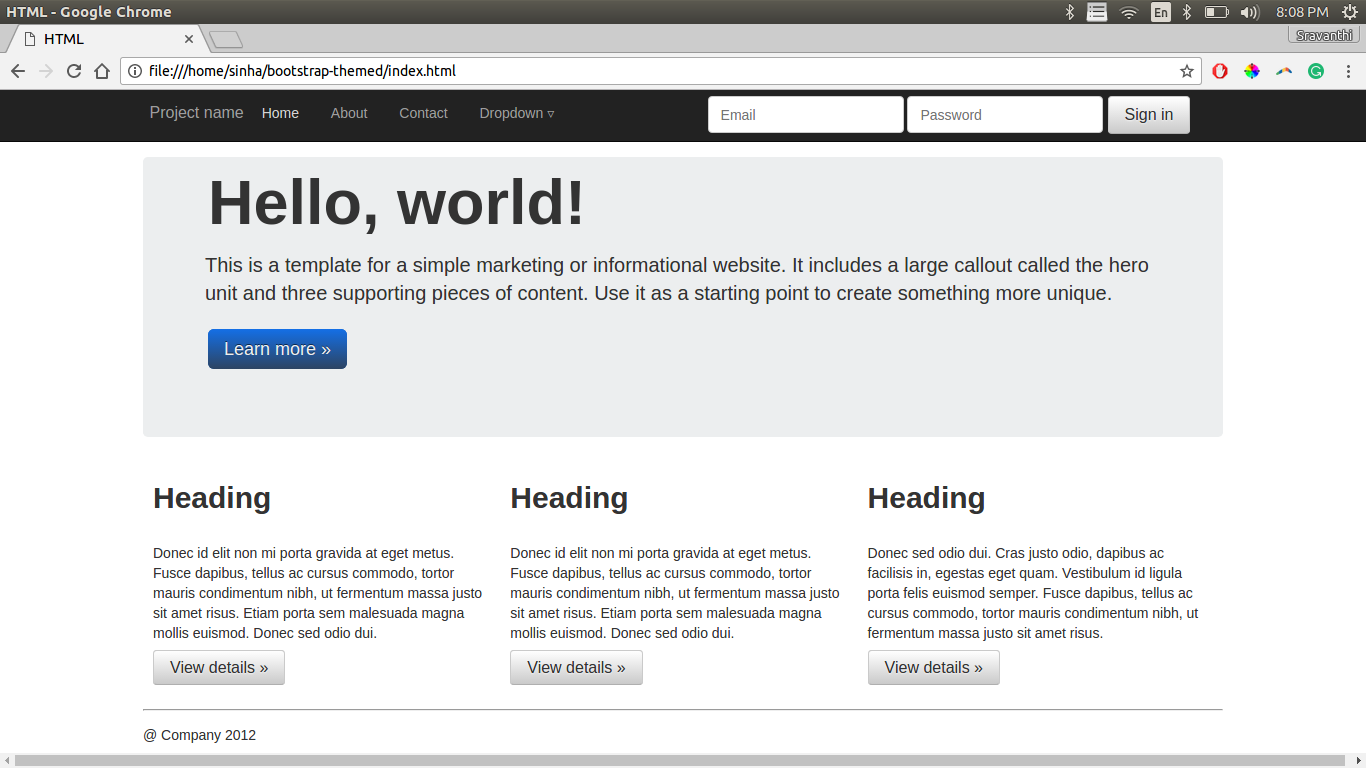 HTML - Google Chrome
En
8:08 PM
HTML
Sravanthi
file:///home/sinha/bootstrap-themed/index.html
Project name Home About Contact Dropdown ▿ Email Password Sign in
Hello, world!
This is a template for a simple marketing or informational website. It includes a large callout called the hero
unit and three supporting pieces of content. Use it as a starting point to create something more unique.
Learn more »
Heading
Donec id elit non mi porta gravida at eget metus.
Fusce dapibus, tellus ac cursus commodo, tortor
mauris condimentum nibh, ut fermentum massa justo
sit amet risus. Etiam porta sem malesuada magna
mollis euismod. Donec sed odio dui.
View details »
Heading
Donec id elit non mi porta gravida at eget metus.
Fusce dapibus, tellus ac cursus commodo, tortor
mauris condimentum nibh, ut fermentum massa justo
sit amet risus. Etiam porta sem malesuada magna
mollis euismod. Donec sed odio dui.
View details »
Heading
Donec sed odio dui. Cras justo odio, dapibus ac
facilisis in, egestas eget quam. Vestibulum id ligula
porta felis euismod semper. Fusce dapibus, tellus ac
cursus commodo, tortor mauris condimentum nibh, ut
fermentum massa justo sit amet risus.
View details »
@ Company 2012